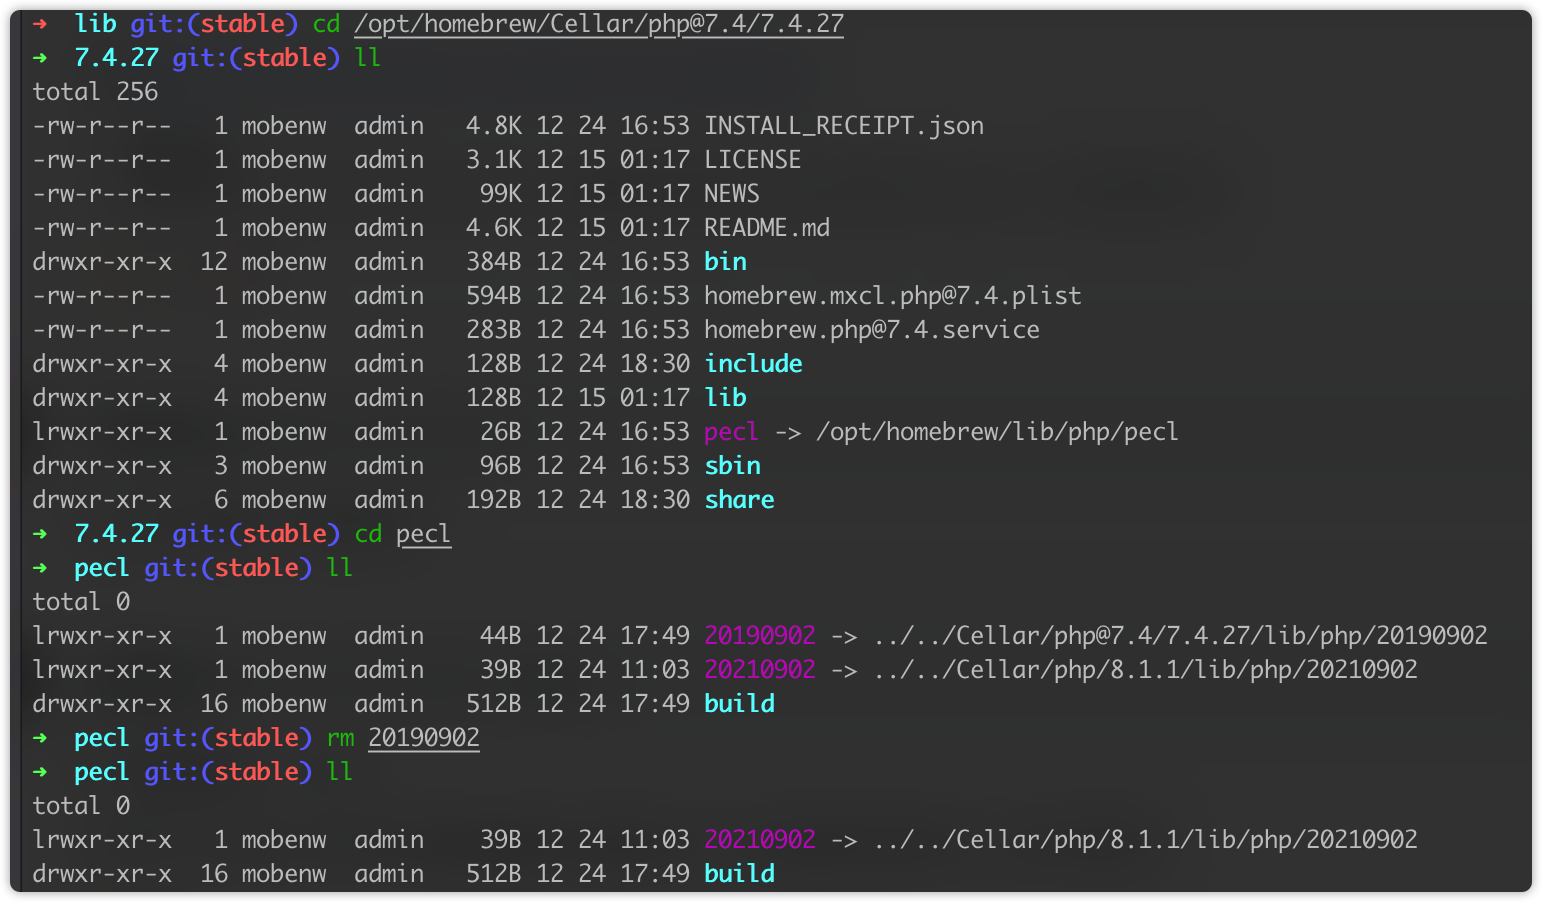 ➜  lib git:(stable) cd /opt/homebrew/Cellar/php@7.4/7.4.27
➜  7.4.27 git:(stable) ll
total 256
-rw-r--r--   1 mobenw  admin   4.8K 12 24 16:53 INSTALL_RECEIPT.json
-rw-r--r--   1 mobenw  admin   3.1K 12 15 01:17 LICENSE
-rw-r--r--   1 mobenw  admin    99K 12 15 01:17 NEWS
-rw-r--r--   1 mobenw  admin   4.6K 12 15 01:17 README.md
drwxr-xr-x  12 mobenw  admin   384B 12 24 16:53 bin
-rw-r--r--   1 mobenw  admin   594B 12 24 16:53 homebrew.mxcl.php@7.4.plist
-rw-r--r--   1 mobenw  admin   283B 12 24 16:53 homebrew.php@7.4.service
drwxr-xr-x   4 mobenw  admin   128B 12 24 18:30 include
drwxr-xr-x   4 mobenw  admin   128B 12 15 01:17 lib
lrwxr-xr-x   1 mobenw  admin    26B 12 24 16:53 pecl -> /opt/homebrew/lib/php/pecl
drwxr-xr-x   3 mobenw  admin    96B 12 24 16:53 sbin
drwxr-xr-x   6 mobenw  admin   192B 12 24 18:30 share
➜  7.4.27 git:(stable) cd pecl
➜  pecl git:(stable) ll
total 0
lrwxr-xr-x   1 mobenw  admin    44B 12 24 17:49 20190902 -> ../../Cellar/php@7.4/7.4.27/lib/php/20190902
lrwxr-xr-x   1 mobenw  admin    39B 12 24 11:03 20210902 -> ../../Cellar/php/8.1.1/lib/php/20210902
drwxr-xr-x  16 mobenw  admin   512B 12 24 17:49 build
➜  pecl git:(stable) rm 20190902
➜  pecl git:(stable) ll
total 0
lrwxr-xr-x   1 mobenw  admin    39B 12 24 11:03 20210902 -> ../../Cellar/php/8.1.1/lib/php/20210902
drwxr-xr-x  16 mobenw  admin   512B 12 24 17:49 build